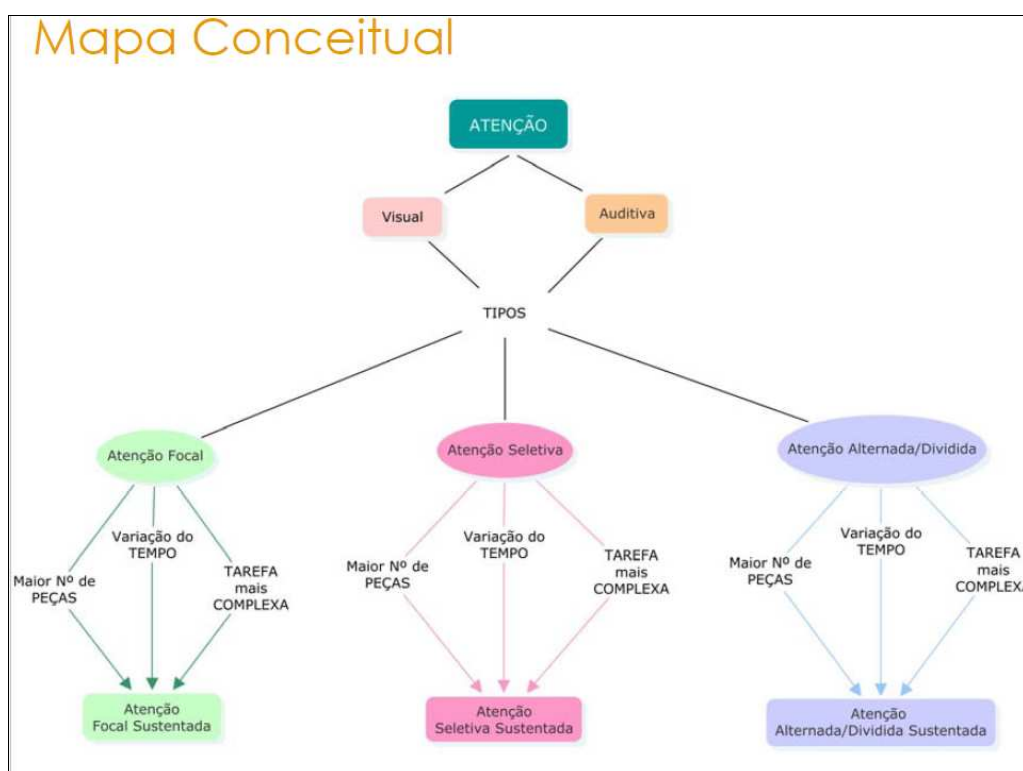 Mapa Conceitual
ATENÇÃO
Visual
Auditiva
TIPOS
Atenção Focal
Atenção Seletiva
Atenção Alternada/Dividida
Maior Nº de
PEÇAS
Variação do
TEMPO
TAREFA
mais
COMPLEXA
Maior Nº de
PEÇAS
Variação do
TEMPO
TAREFA
mais
COMPLEXA
Maior Nº de
PEÇAS
Variação do
TEMPO
TAREFA
mais
COMPLEXA
Atenção
Focal Sustentada
Atenção
Seletiva Sustentada
Atenção
Alternada/Dividida Sustentada